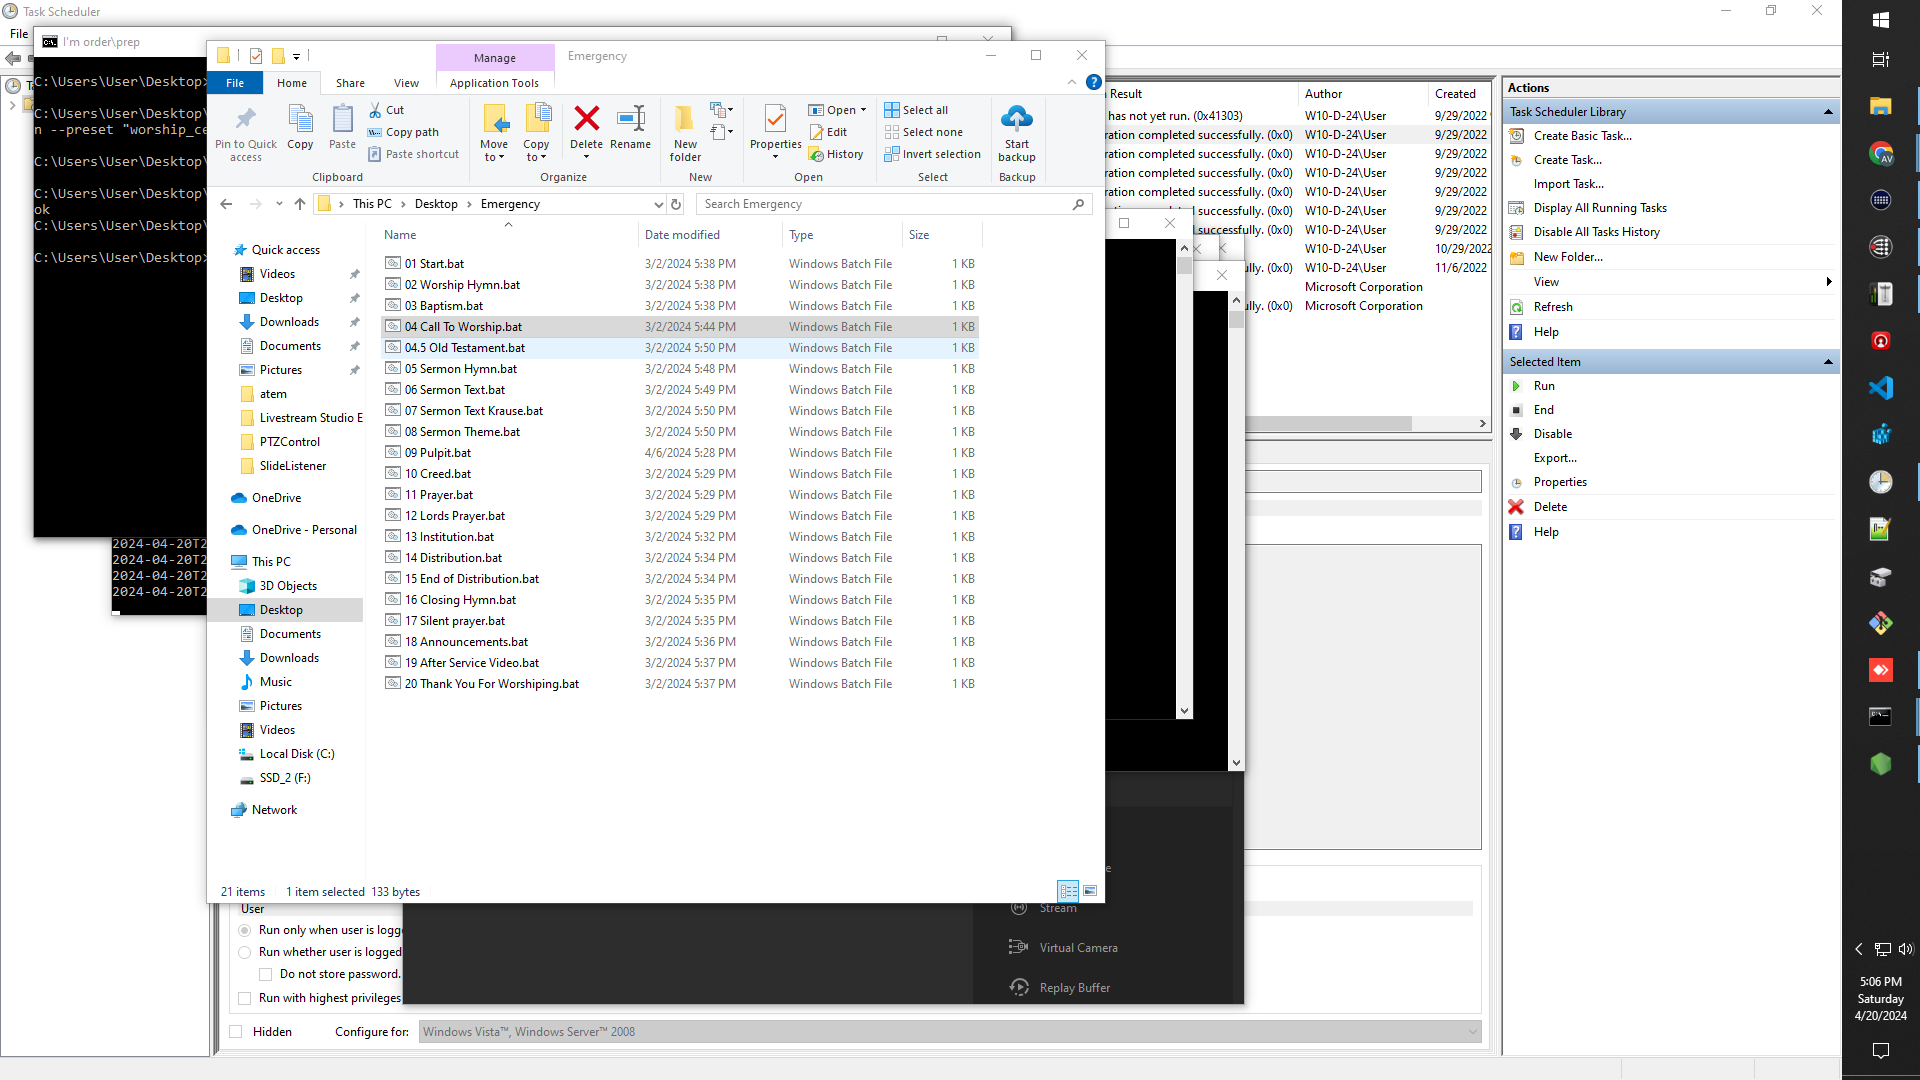 Task Scheduler
File
I'm order\prep
C:\Users\User\Desktop>
C:\Users\User\Desktop\
n --preset "worship_ce
C:\Users\User\Desktop\
C:\Users\User\Desktop\
ok
C:\Users\User\Desktop\
C:\Users\User\Desktop>
2024-04-20T2
2024-04-20T2
2024-04-20T2
2024-04-20T2
Manage
Emergency
File
Home
Share
View
Application Tools
Pin to Quick access
Copy
Paste
Cut
Copy path
Paste shortcut
Clipboard
Move to
Copy to
Delete
Rename
Organize
New folder
New
Properties
Open
Edit
History
Open
Select all
Select none
Invert selection
Select
Start backup
Backup
This PC
Desktop
Emergency
Search Emergency
Name
Date modified
Type
Size
Quick access
Videos
Desktop
Downloads
Documents
Pictures
atem
Livestream Studio E
PTZControl
SlideListener
OneDrive
OneDrive - Personal
This PC
3D Objects
Desktop
Documents
Downloads
Music
Pictures
Videos
Local Disk (C:)
SSD_2 (F:)
Network
01 Start.bat 3/2/2024 5:38 PM Windows Batch File 1 KB
02 Worship Hymn.bat 3/2/2024 5:38 PM Windows Batch File 1 KB
03 Baptism.bat 3/2/2024 5:38 PM Windows Batch File 1 KB
04 Call To Worship.bat 3/2/2024 5:44 PM Windows Batch File 1 KB
04.5 Old Testament.bat 3/2/2024 5:50 PM Windows Batch File 1 KB
05 Sermon Hymn.bat 3/2/2024 5:48 PM Windows Batch File 1 KB
06 Sermon Text.bat 3/2/2024 5:49 PM Windows Batch File 1 KB
07 Sermon Text Krause.bat 3/2/2024 5:50 PM Windows Batch File 1 KB
08 Sermon Theme.bat 3/2/2024 5:50 PM Windows Batch File 1 KB
09 Pulpit.bat 4/6/2024 5:28 PM Windows Batch File 1 KB
10 Creed.bat 3/2/2024 5:29 PM Windows Batch File 1 KB
11 Prayer.bat 3/2/2024 5:29 PM Windows Batch File 1 KB
12 Lords Prayer.bat 3/2/2024 5:29 PM Windows Batch File 1 KB
13 Institution.bat 3/2/2024 5:32 PM Windows Batch File 1 KB
14 Distribution.bat 3/2/2024 5:34 PM Windows Batch File 1 KB
15 End of Distribution.bat 3/2/2024 5:34 PM Windows Batch File 1 KB
16 Closing Hymn.bat 3/2/2024 5:35 PM Windows Batch File 1 KB
17 Silent prayer.bat 3/2/2024 5:35 PM Windows Batch File 1 KB
18 Announcements.bat 3/2/2024 5:36 PM Windows Batch File 1 KB
19 After Service Video.bat 3/2/2024 5:37 PM Windows Batch File 1 KB
20 Thank You For Worshiping.bat 3/2/2024 5:37 PM Windows Batch File 1 KB
21 items
1 item selected 133 bytes
Result Author Created
has not yet run. (0x41303) W10-D-24\User 9/29/2022
ration completed successfully. (0x0) W10-D-24\User 9/29/2022
ration completed successfully. (0x0) W10-D-24\User 9/29/2022
ration completed successfully. (0x0) W10-D-24\User 9/29/2022
ration completed successfully. (0x0) W10-D-24\User 9/29/2022
successfully. (0x0) W10-D-24\User 9/29/2022
ully. (0x0) W10-D-24\User 9/29/2022
W10-D-24\User 10/29/2022
ully. (0x0) W10-D-24\User 11/6/2022
Microsoft Corporation
ully. (0x0) Microsoft Corporation
Stream
Virtual Camera
Replay Buffer
User
Run only when user is logge
Run whether user is logged
Do not store password.
Run with highest privileges
Hidden
Configure for:
Windows Vista™, Windows Server™ 2008
Actions
Task Scheduler Library
Create Basic Task...
Create Task...
Import Task...
Display All Running Tasks
Disable All Tasks History
New Folder...
View
Refresh
Help
Selected Item
Run
End
Disable
Export...
Properties
Delete
Help
AV
5:06 PM
Saturday
4/20/2024